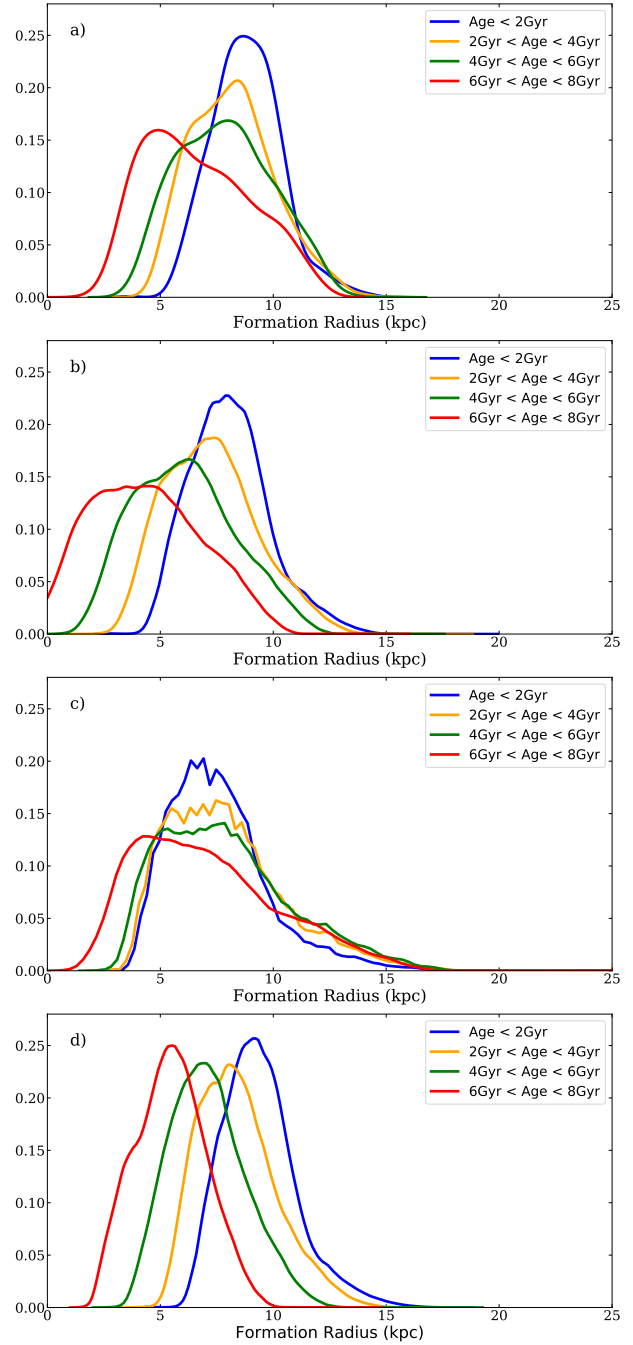 a)
Age < 2Gyr
2Gyr < Age < 4Gyr
4Gyr < Age < 6Gyr
6Gyr < Age < 8Gyr
0.25
0.20
0.15
0.10
0.05
0.00
0 5 10 15 20 25
Formation Radius (kpc)
b)
Age < 2Gyr
2Gyr < Age < 4Gyr
4Gyr < Age < 6Gyr
6Gyr < Age < 8Gyr
0.25
0.20
0.15
0.10
0.05
0.00
0 5 10 15 20 25
Formation Radius (kpc)
c)
Age < 2Gyr
2Gyr < Age < 4Gyr
4Gyr < Age < 6Gyr
6Gyr < Age < 8Gyr
0.25
0.20
0.15
0.10
0.05
0.00
0 5 10 15 20 25
Formation Radius (kpc)
d)
Age < 2Gyr
2Gyr < Age < 4Gyr
4Gyr < Age < 6Gyr
6Gyr < Age < 8Gyr
0.25
0.20
0.15
0.10
0.05
0.00
0 5 10 15 20 25
Formation Radius (kpc)